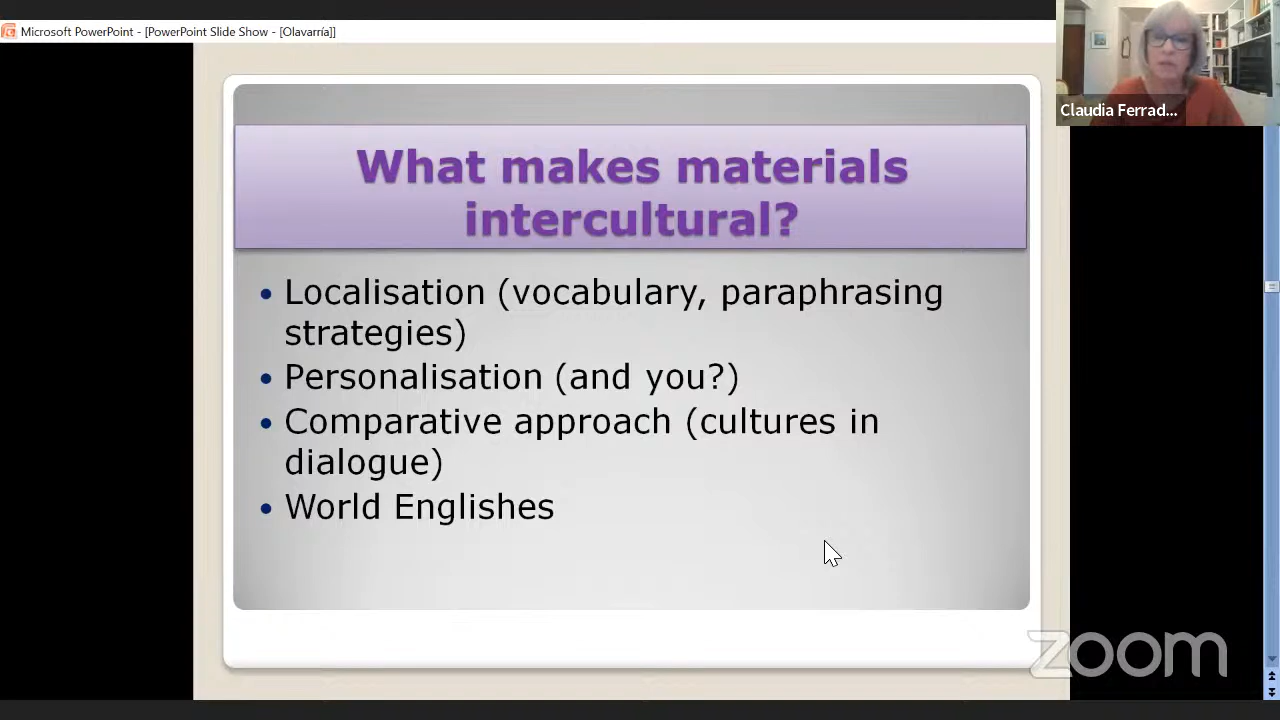 Microsoft PowerPoint - [PowerPoint Slide Show - [Olavarría]]
Claudia Ferrad...
What makes materials
intercultural?
• Localisation (vocabulary, paraphrasing
strategies)
• Personalisation (and you?)
• Comparative approach (cultures in
dialogue)
• World Englishes
zoom